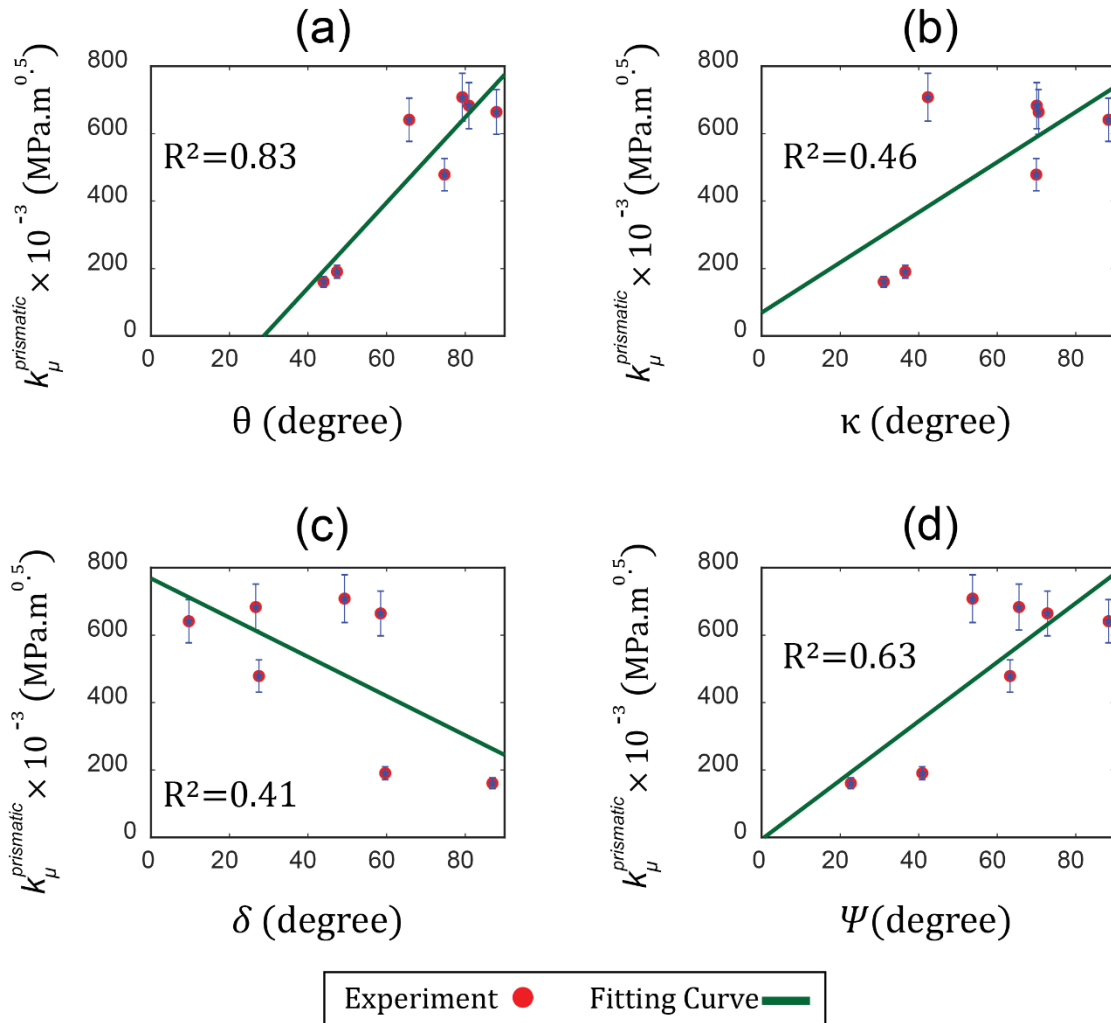 (a)
k_μ^prismatic × 10^-3 (MPa.m^0.5)
800
600
400
200
0
R²=0.83
0 20 40 60 80
θ (degree)
(b)
k_μ^prismatic × 10^-3 (MPa.m^0.5)
800
600
400
200
0
R²=0.46
0 20 40 60 80
κ (degree)
(c)
k_μ^prismatic × 10^-3 (MPa.m^0.5)
800
600
400
200
0
R²=0.41
0 20 40 60 80
δ (degree)
(d)
k_μ^prismatic × 10^-3 (MPa.m^0.5)
800
600
400
200
0
R²=0.63
0 20 40 60 80
Ψ(degree)
Experiment Fitting Curve